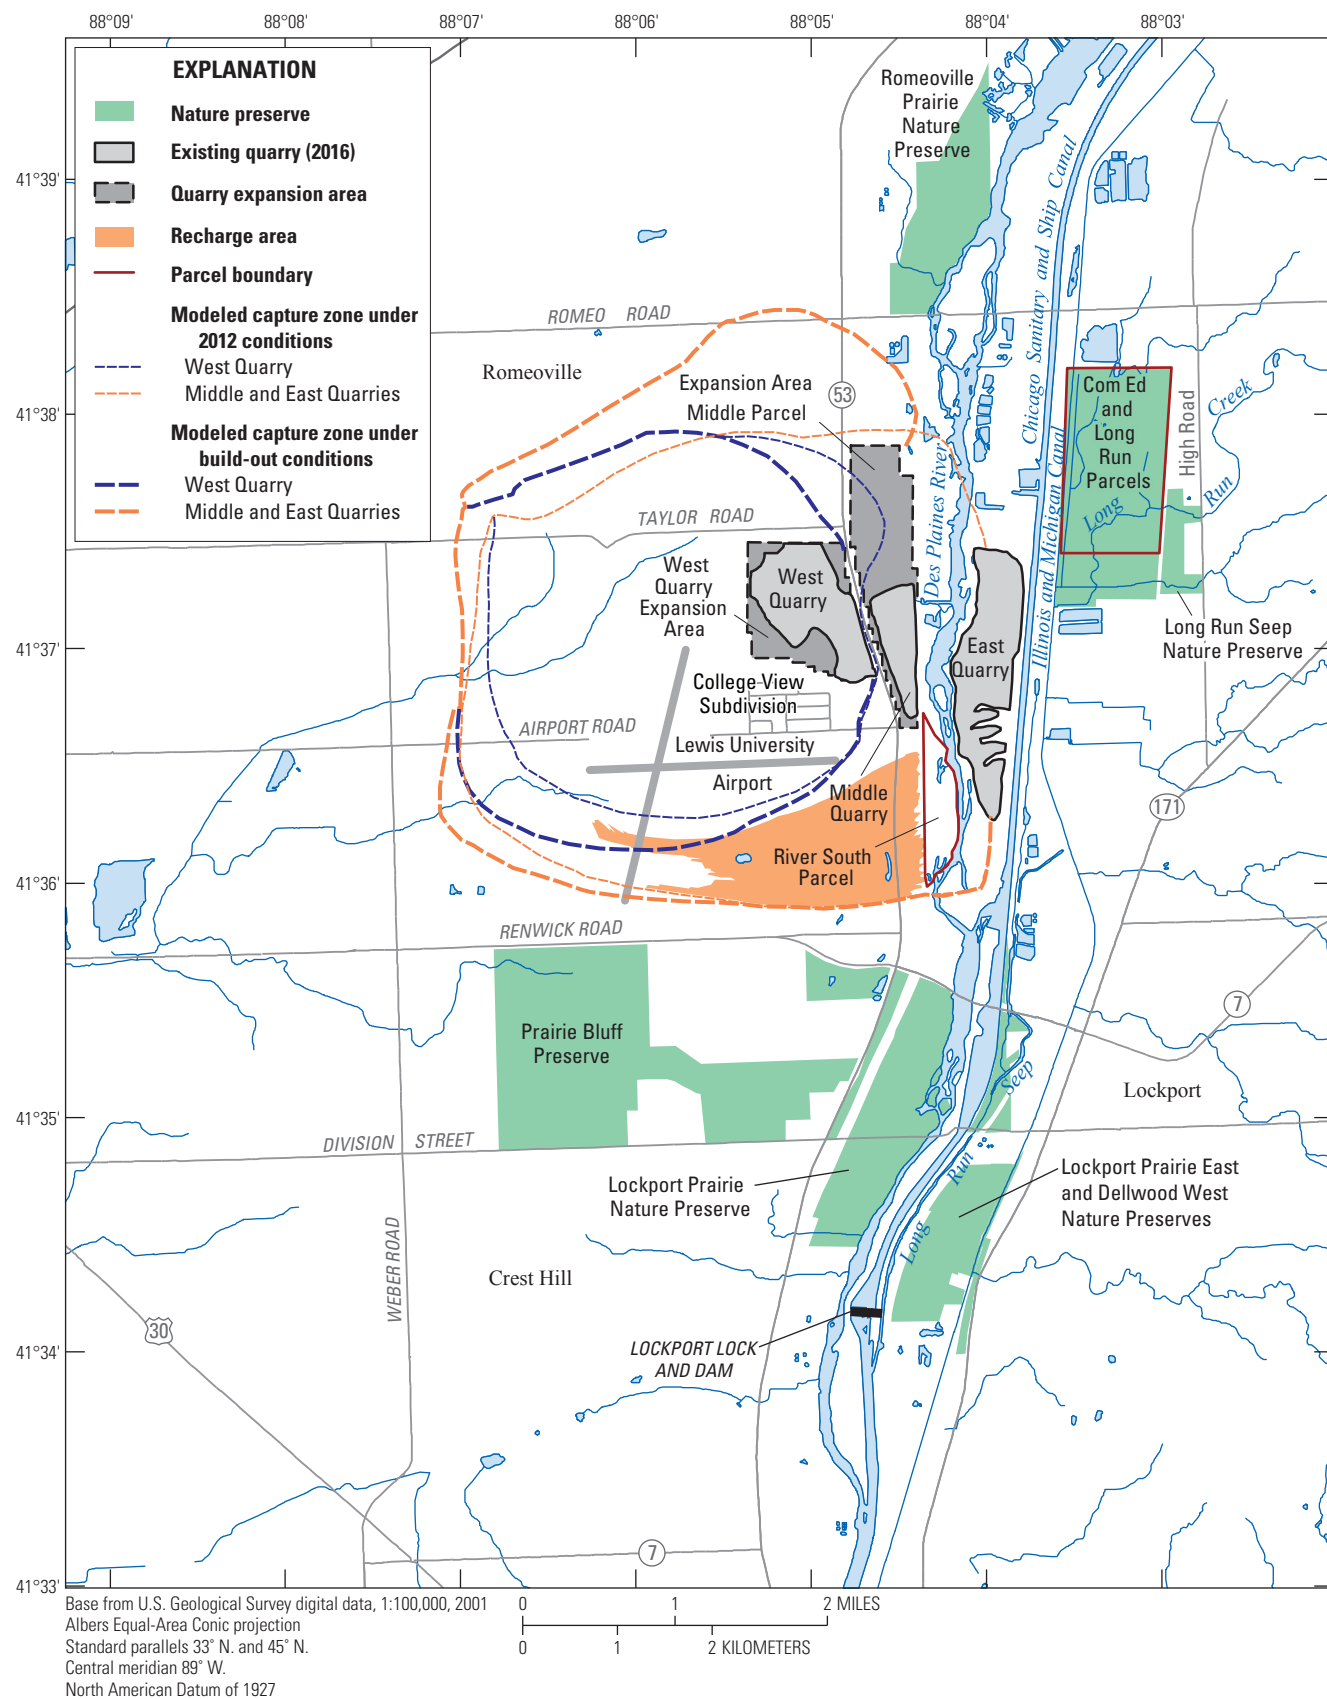 88°09' 88°08' 88°07' 88°06' 88°05' 88°04' 88°03'
41°39'
41°38'
41°37'
41°36'
41°35'
41°34'
41°33'
EXPLANATION
Nature preserve
Existing quarry (2016)
Quarry expansion area
Recharge area
Parcel boundary
Modeled capture zone under
2012 conditions
West Quarry
Middle and East Quarries
Modeled capture zone under
build-out conditions
West Quarry
Middle and East Quarries
Romeoville
Prairie
Nature
Preserve
Chicago Sanitary and Ship Canal
ROMEO ROAD
Romeoville
Expansion Area
Middle Parcel
53
Com Ed
and
Long
Run
Parcels
High Road
Creek
Run
Long
TAYLOR ROAD
Des Plaines River
Illinois and Michigan Canal
West
Quarry
Expansion
Area
West
Quarry
East
Quarry
Long Run Seep
Nature Preserve
College View
Subdivision
AIRPORT ROAD
Lewis University
Airport
Middle
Quarry
171
River South
Parcel
RENWICK ROAD
7
Prairie Bluff
Preserve
Seep
Lockport
DIVISION STREET
Run
Long
Lockport Prairie
Nature Preserve
Lockport Prairie East
and Dellwood West
Nature Preserves
WEBER ROAD
Crest Hill
30
LOCKPORT LOCK
AND DAM
7
Base from U.S. Geological Survey digital data, 1:100,000, 2001
Albers Equal-Area Conic projection
Standard parallels 33° N. and 45° N.
Central meridian 89° W.
North American Datum of 1927
0 1 2 MILES
0 1 2 KILOMETERS